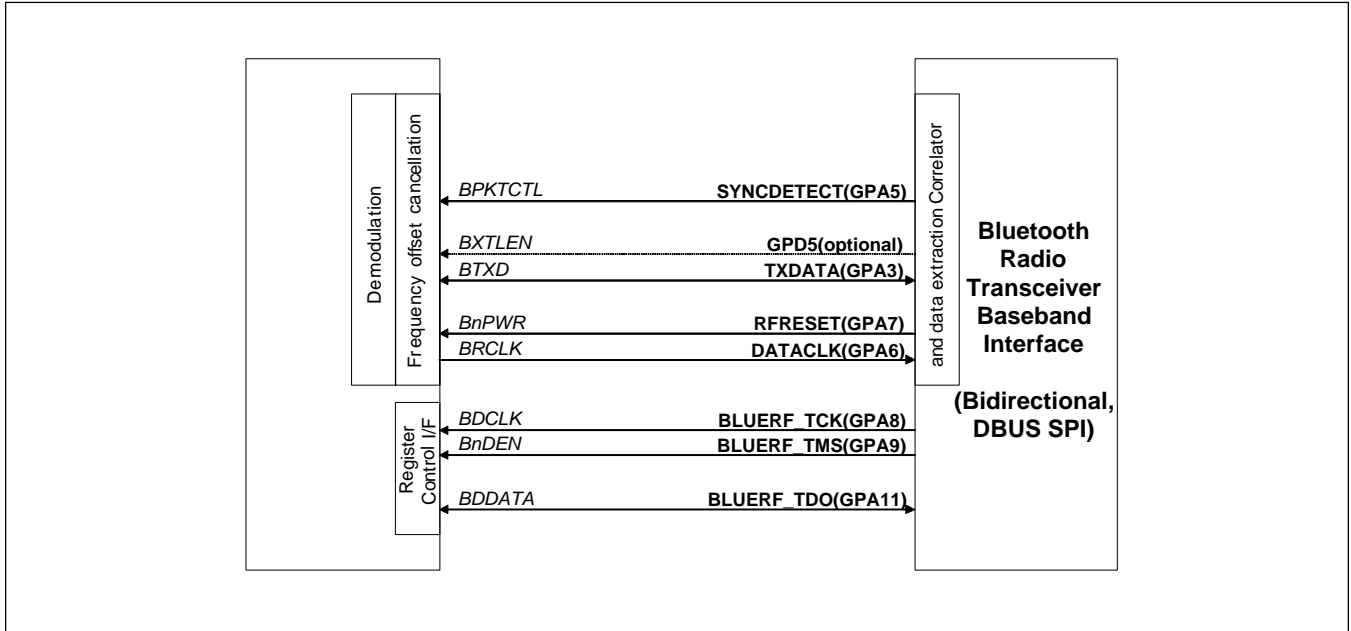 Demodulation
Frequency offset cancellation
BPKTCTL SYNCDETECT(GPA5)
BXTLEN GPD5(optional)
BTXD TXDATA(GPA3)
BnPWR RFRESET(GPA7)
BRCLK DATACLK(GPA6)
and data extraction Correlator
Bluetooth
Radio
Transceiver
Baseband
Interface
(Bidirectional,
DBUS SPI)
Register
Control I/F
BDCLK BLUERF_TCK(GPA8)
BnDEN BLUERF_TMS(GPA9)
BDDATA BLUERF_TDO(GPA11)